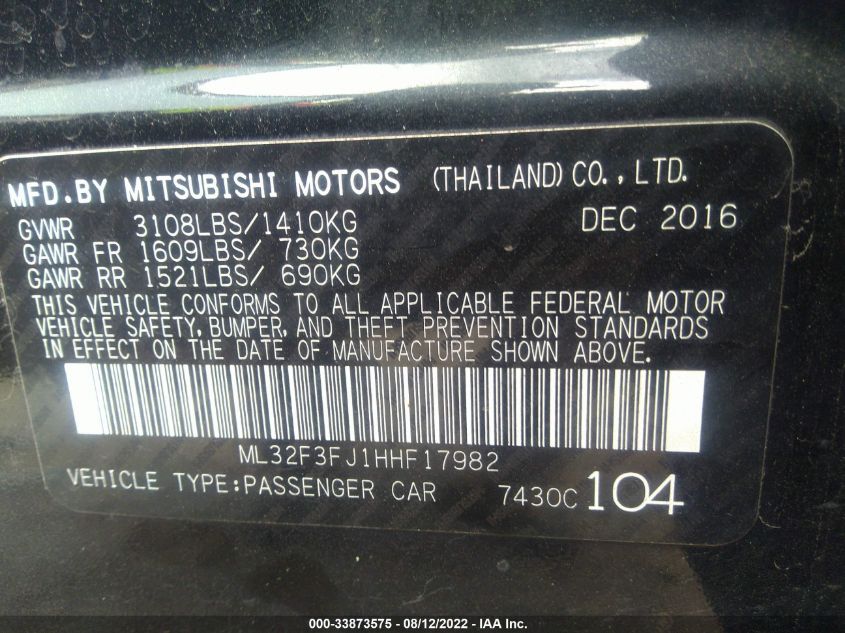 MFD.BY MITSUBISHI MOTORS (THAILAND) CO.,LTD.
GVWR 3108LBS/1410KG DEC 2016
GAWR FR 1609LBS/ 730KG
GAWR RR 1521LBS/ 690KG
THIS VEHICLE CONFORMS TO ALL APPLICABLE FEDERAL MOTOR
VEHICLE SAFETY, BUMPER, AND THEFT PREVENTION STANDARDS
IN EFFECT ON THE DATE OF MANUFACTURE SHOWN ABOVE.
ML32F3FJ1HHF17982
VEHICLE TYPE:PASSENGER CAR 7430C 104
000-33873575 - 08/12/2022 - IAA Inc.